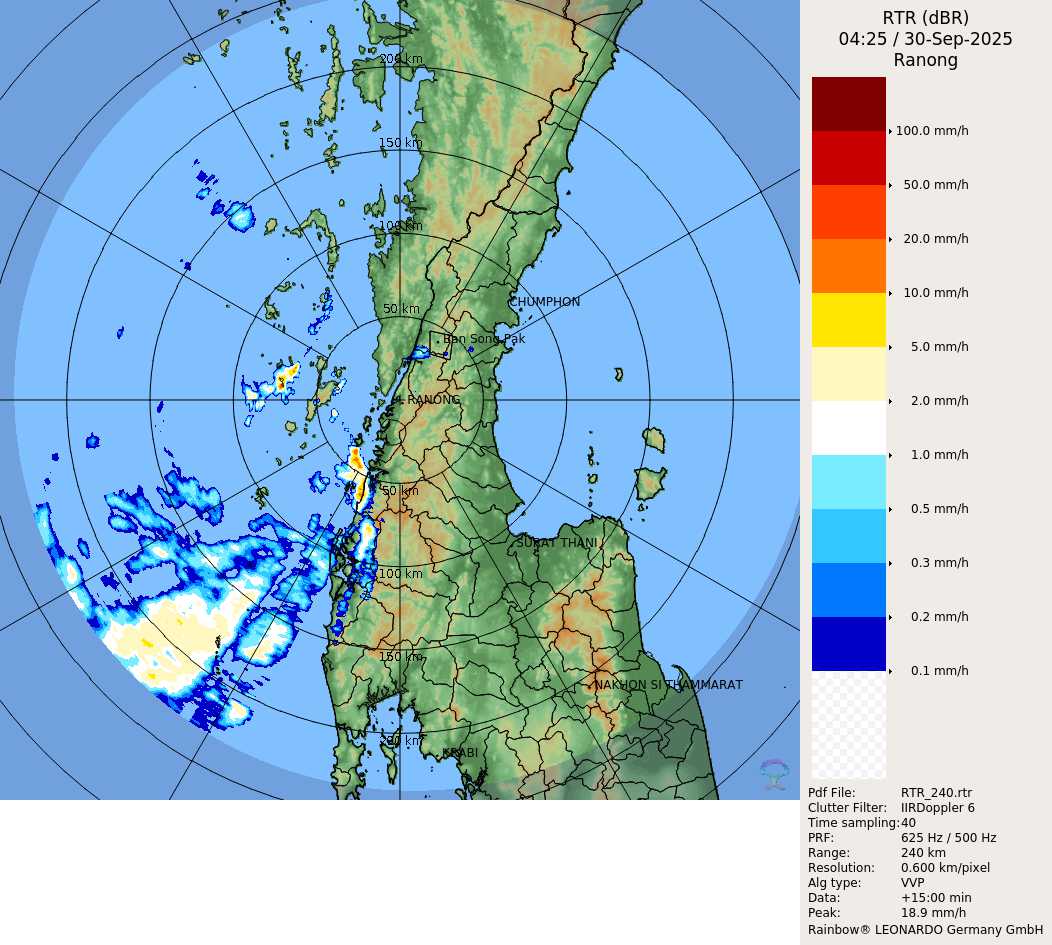 RTR (dBR)
04:25 / 30-Sep-2025
Ranong
200 km
150 km
100 km
50 km
CHUMPHON
Ban Song Pak
RANONG
50 km
SURAT THANI
100 km
150 km
NAKHON SI THAMMARAT
200 km
KRABI
100.0 mm/h
50.0 mm/h
20.0 mm/h
10.0 mm/h
5.0 mm/h
2.0 mm/h
1.0 mm/h
0.5 mm/h
0.3 mm/h
0.2 mm/h
0.1 mm/h
Pdf File: RTR_240.rtr
Clutter Filter: IIRDoppler 6
Time sampling:40
PRF: 625 Hz / 500 Hz
Range: 240 km
Resolution: 0.600 km/pixel
Alg type: VVP
Data: +15:00 min
Peak: 18.9 mm/h
Rainbow® LEONARDO Germany GmbH